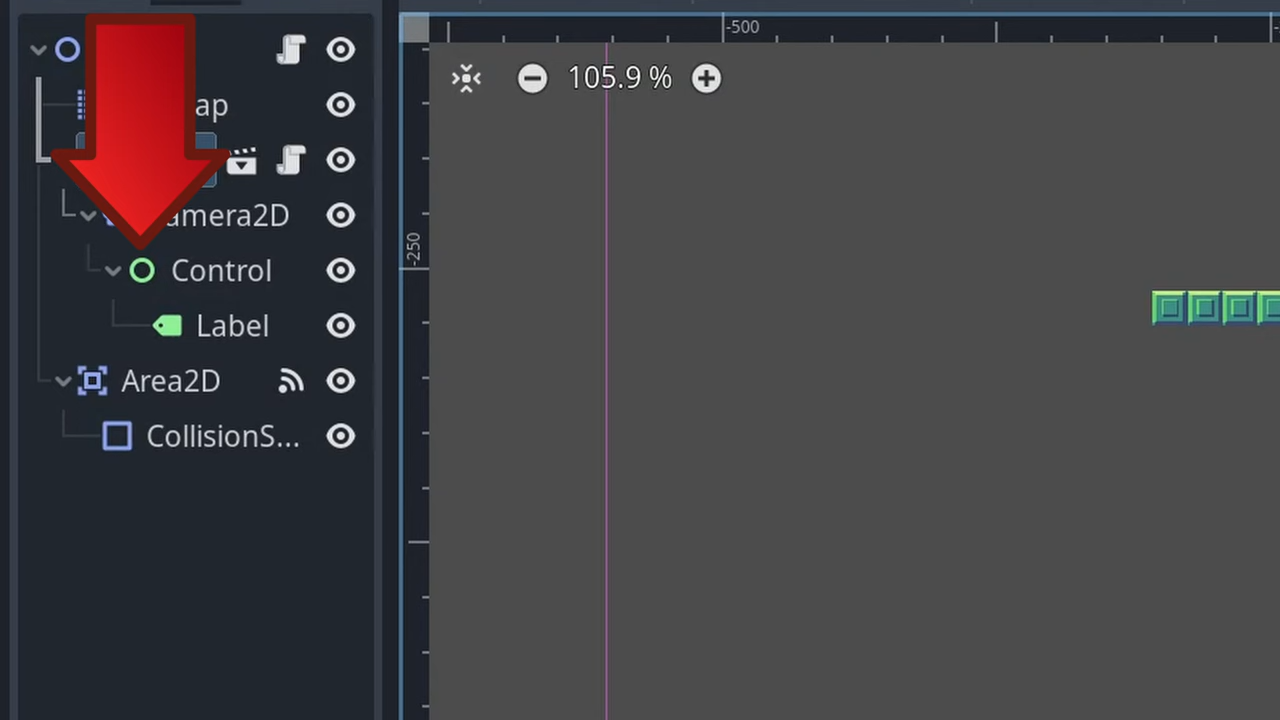 -500
105.9 %
ap
amera2D
-250
Control
Label
Area2D
CollisionS...